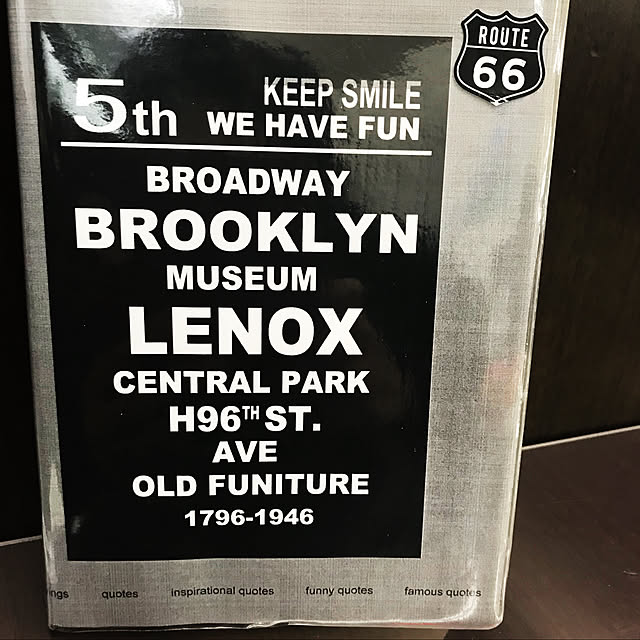 ROUTE
66
5th KEEP SMILE
WE HAVE FUN
BROADWAY
BROOKLYN
MUSEUM
LENOX
CENTRAL PARK
H96TH ST.
AVE
OLD FUNITURE
1796-1946
ngs quotes inspirational quotes funny quotes famous quotes